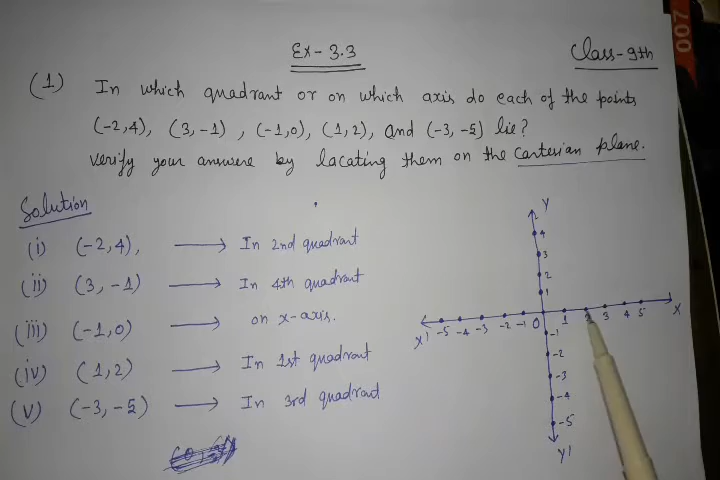 007
Ex - 3.3
Class - 9th
(1) In which quadrant or on which axis do each of the points
(-2,4), (3,-1), (-1,0), (1,2), and (-3,-5) lie?
verify your answere by lacating them on the cartesian plane.
Solution
(i) (-2,4), → In 2nd quadrant
(ii) (3,-1) → In 4th quadrant
(iii) (-1,0) → on x-axis.
(iv) (1,2) → In 1st quadrant
(v) (-3,-5) → In 3rd quadrant
Y
4
3
2
1
X' -5 -4 -3 -2 -1 0 1 2 3 4 5 X
-1
-2
-3
-4
-5
Y'